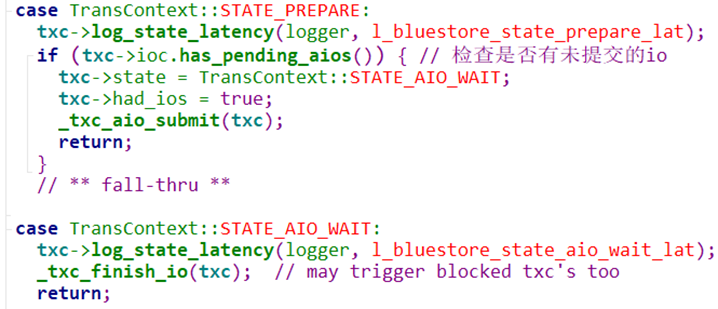 case TransContext::STATE_PREPARE:
txc->log_state_latency(logger, l_bluestore_state_prepare_lat);
if (txc->ioc.has_pending_aios()) { // 检查是否有未提交的io
txc->state = TransContext::STATE_AIO_WAIT;
txc->had_ios = true;
_txc_aio_submit(txc);
return;
}
// ** fall-thru **
case TransContext::STATE_AIO_WAIT:
txc->log_state_latency(logger, l_bluestore_state_aio_wait_lat);
_txc_finish_io(txc);  // may trigger blocked txc's too
return;